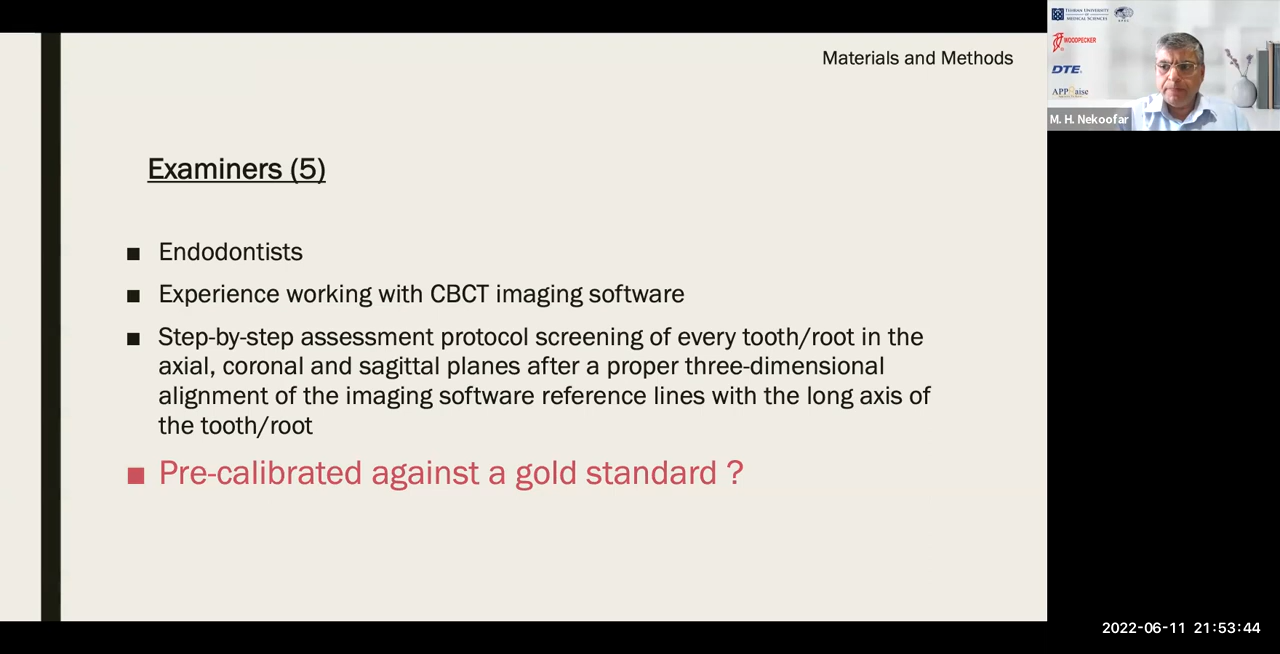 Materials and Methods
Examiners (5)
■ Endodontists
■ Experience working with CBCT imaging software
■ Step-by-step assessment protocol screening of every tooth/root in the
axial, coronal and sagittal planes after a proper three-dimensional
alignment of the imaging software reference lines with the long axis of
the tooth/root
■ Pre-calibrated against a gold standard ?
TEHRAN UNIVERSITY
OF
MEDICAL SCIENCES
WOODPECKER
DTE
APPRaise
M. H. Nekoofar
2022-06-11 21:53:44